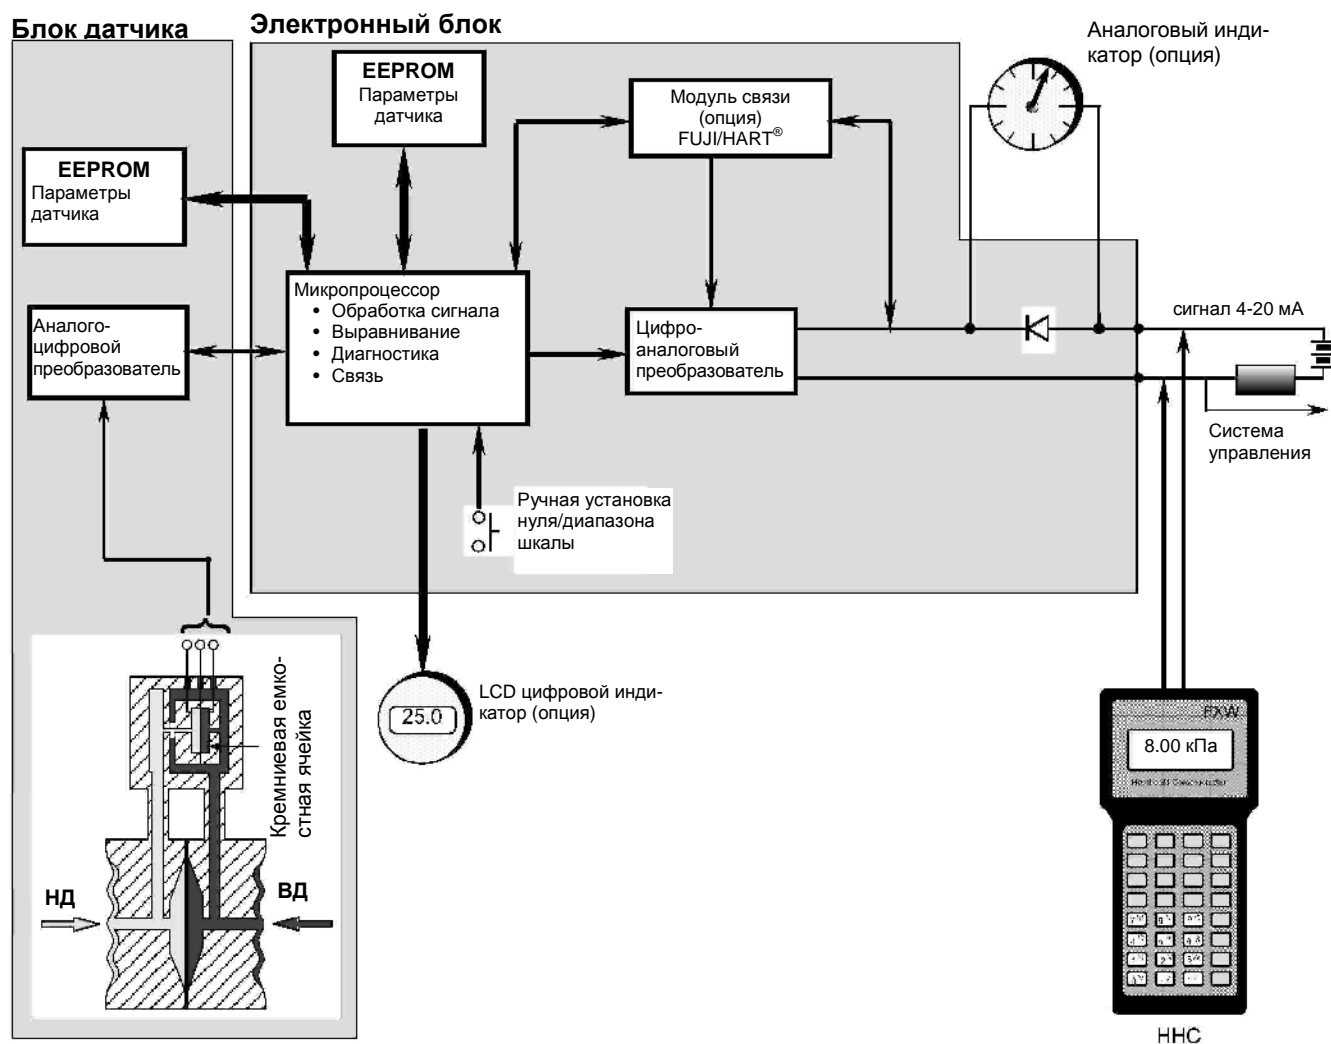 Блок датчика
Электронный блок
Аналоговый инди-
катор (опция)
EEPROM
Параметры
датчика
Модуль связи
(опция)
FUJI/HART®
EEPROM
Параметры
датчика
Микропроцессор
• Обработка сигнала
• Выравнивание
• Диагностика
• Связь
сигнал 4-20 мА
Аналого-
цифровой
преобразователь
Цифро-
аналоговый
преобразователь
Система
управления
Ручная установка
нуля/диапазона
шкалы
LCD цифровой инди-
катор (опция)
25.0
Кремниевая емко-
стная ячейка
FXW
8.00 кПа
НД
ВД
ННС